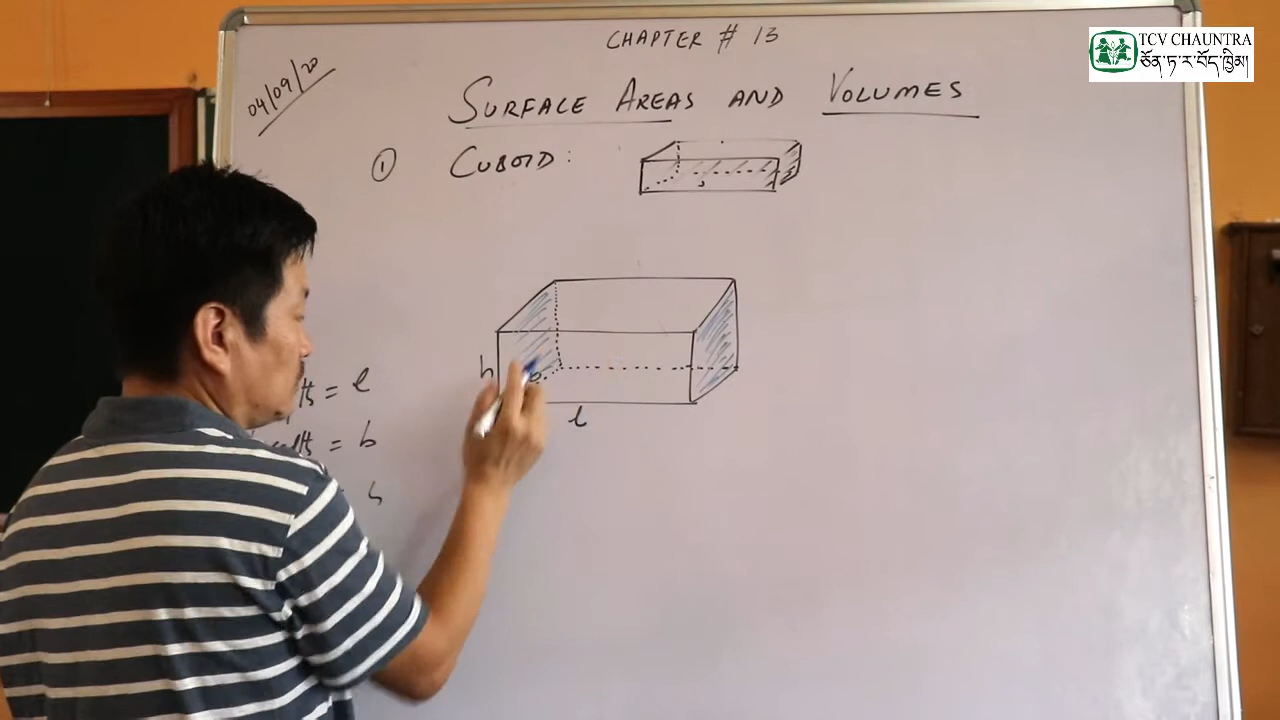 TCV CHAUNTRA
ཅོན་ཏ་ར་བོད་ཁྱིམ།
CHAPTER # 13
04/09/20
SURFACE AREAS AND VOLUMES
① CUBOID:
h
b
l
= l
= b